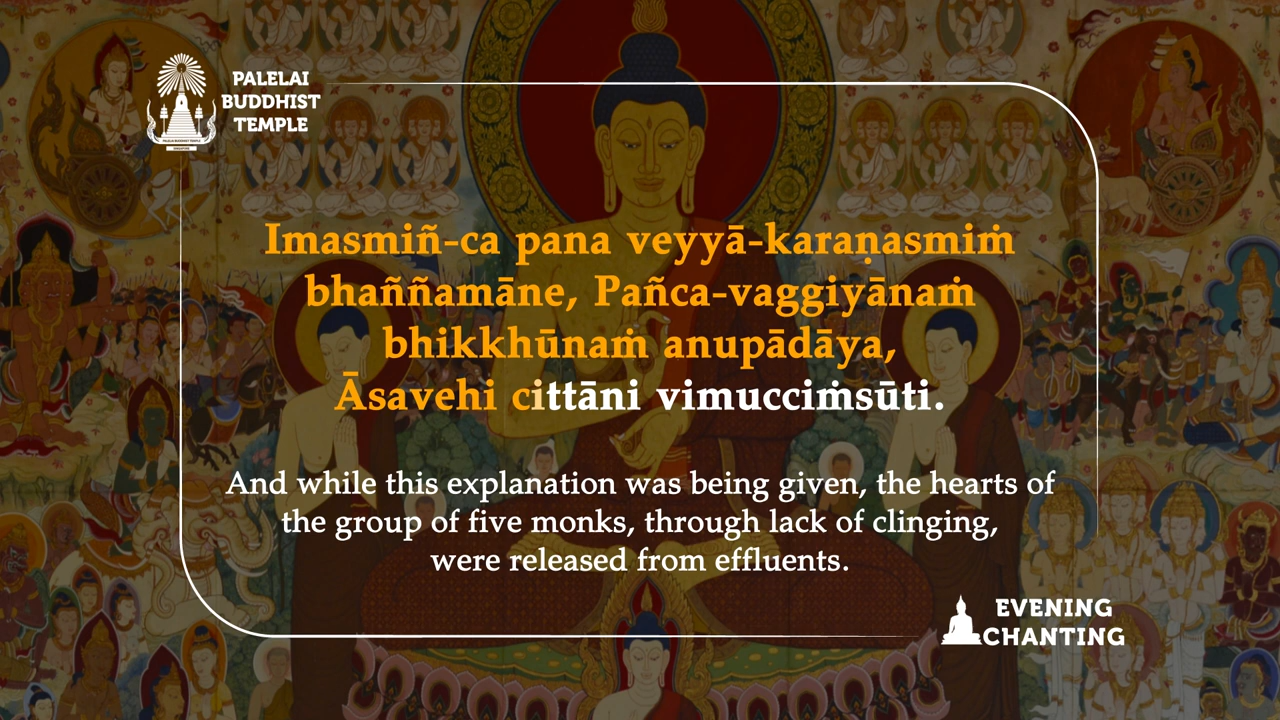 PALELAI
BUDDHIST
TEMPLE
Imasmiñ-ca pana veyyā-karaṇasmiṁ
bhaññamāne, Pañca-vaggiyānaṁ
bhikkhūnaṁ anupādāya,
Āsavehi cittāni vimucciṁsūti.
And while this explanation was being given, the hearts of
the group of five monks, through lack of clinging,
were released from effluents.
EVENING
CHANTING